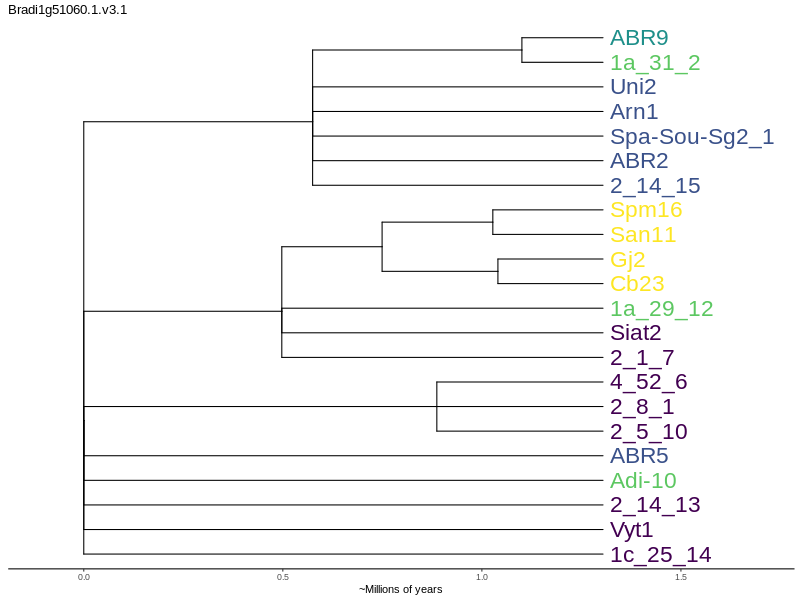 Bradi1g51060.1.v3.1
ABR9
1a_31_2
Uni2
Arn1
Spa-Sou-Sg2_1
ABR2
2_14_15
Spm16
San11
Gj2
Cb23
1a_29_12
Siat2
2_1_7
4_52_6
2_8_1
2_5_10
ABR5
Adi-10
2_14_13
Vyt1
1c_25_14
0.0 0.5 1.0 1.5
~Millions of years